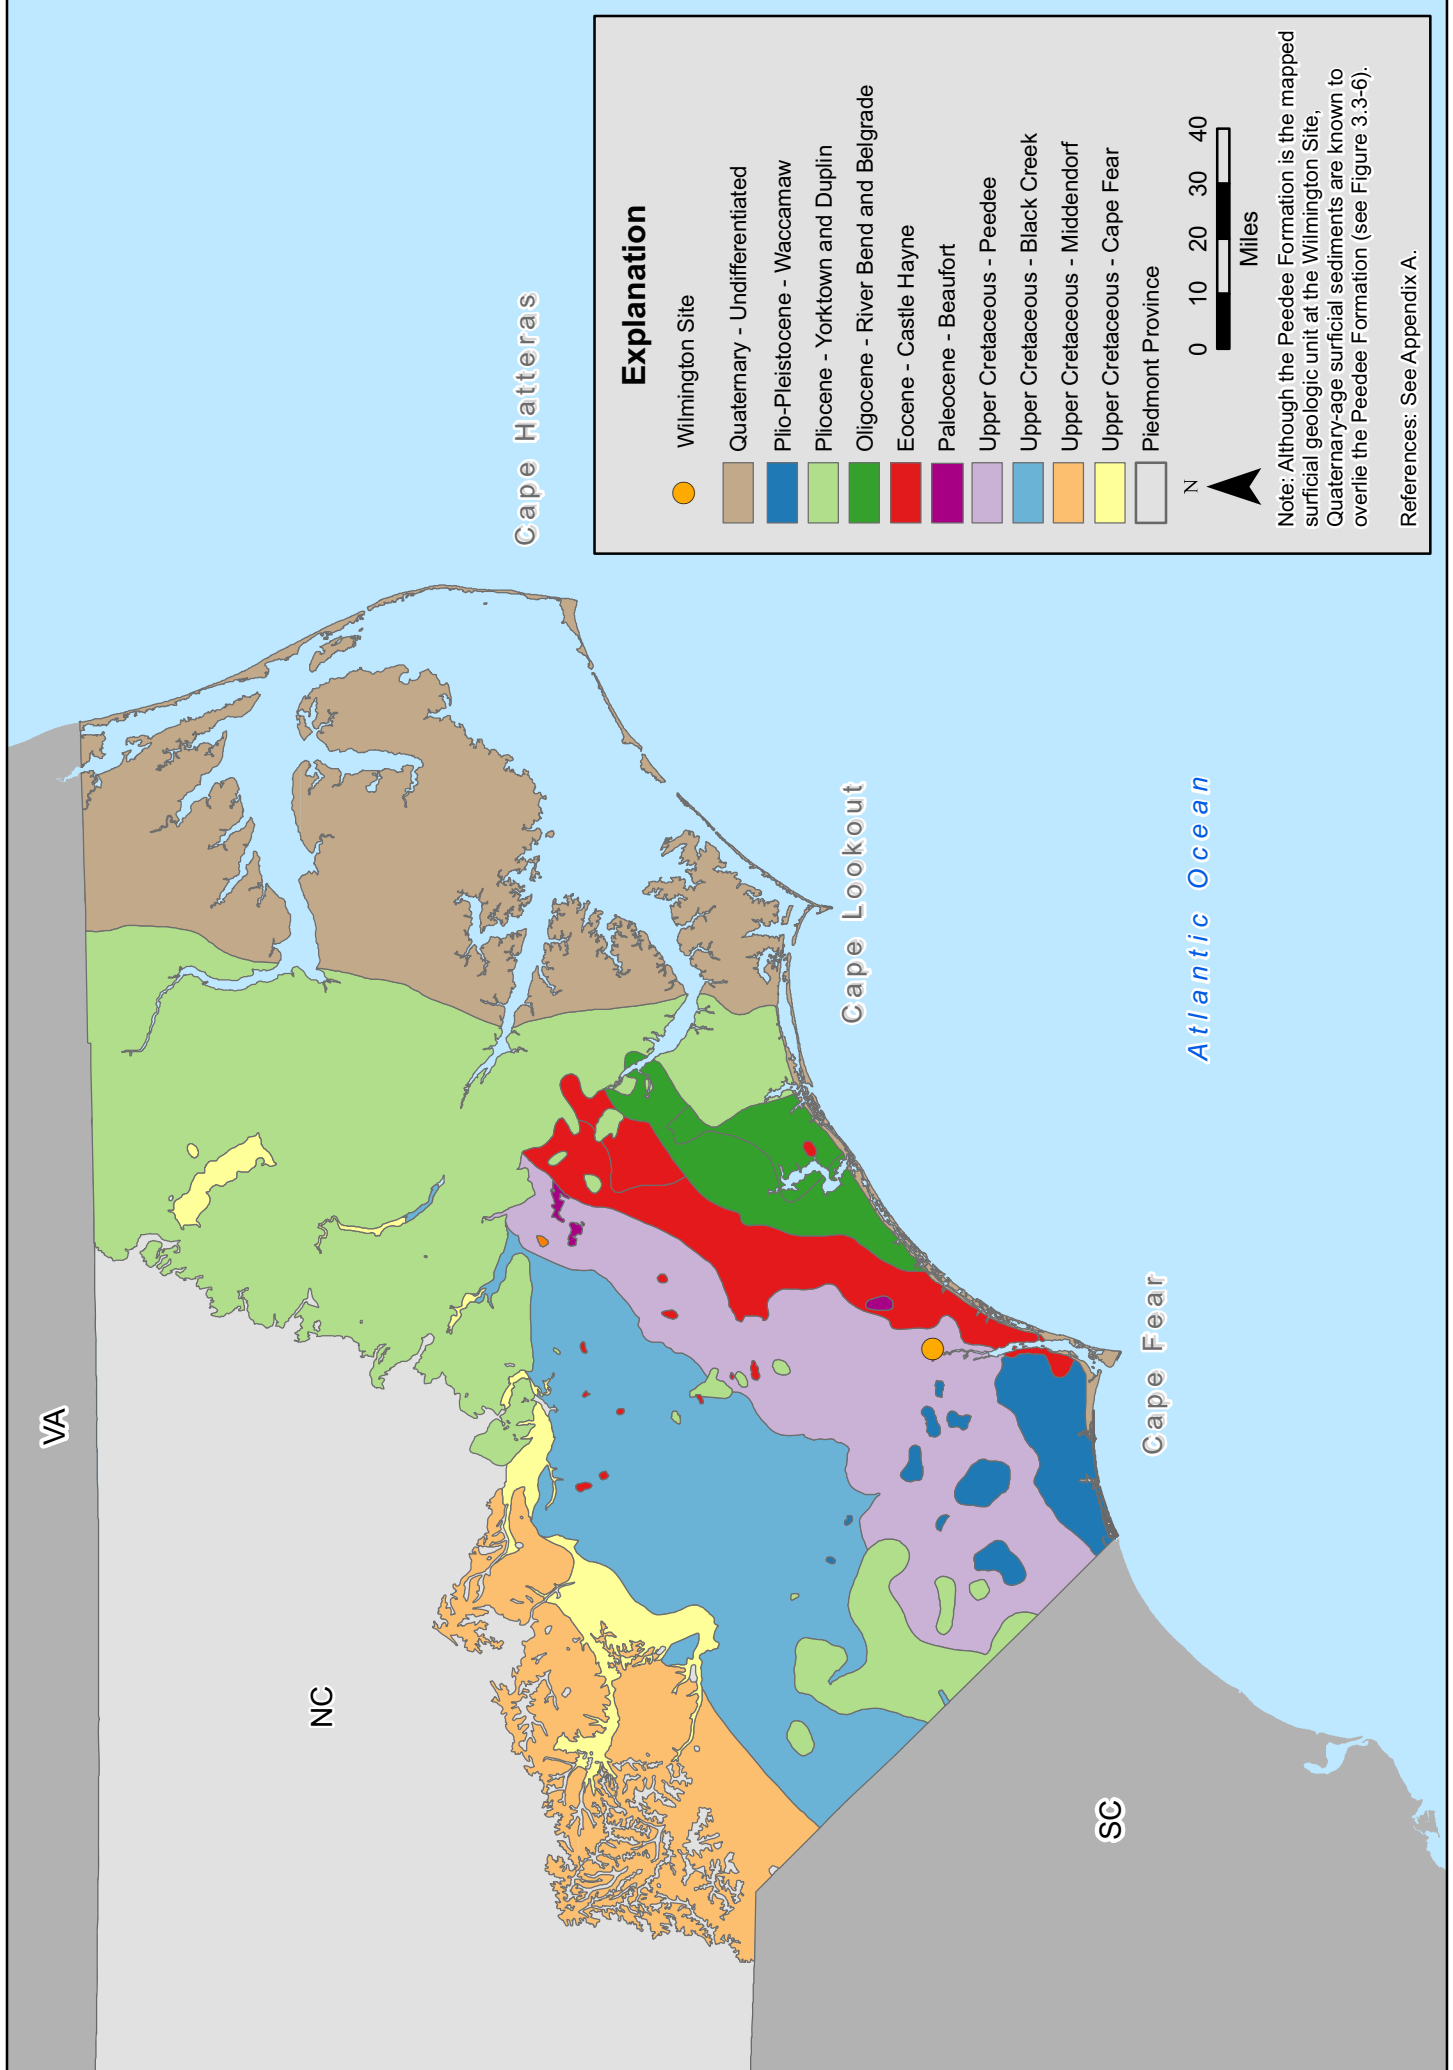 VA
NC
SC
Cape Hatteras
Cape Lookout
Cape Fear
Atlantic Ocean
Explanation
Wilmington Site
Quaternary - Undifferentiated
Plio-Pleistocene - Waccamaw
Pliocene - Yorktown and Duplin
Oligocene - River Bend and Belgrade
Eocene - Castle Hayne
Paleocene - Beaufort
Upper Cretaceous - Peedee
Upper Cretaceous - Black Creek
Upper Cretaceous - Middendorf
Upper Cretaceous - Cape Fear
Piedmont Province
N
0 10 20 30 40
Miles
Note: Although the Peedee Formation is the mapped
surficial geologic unit at the Wilmington Site,
Quaternary-age surficial sediments are known to
overlie the Peedee Formation (see Figure 3.3-6).
References: See Appendix A.